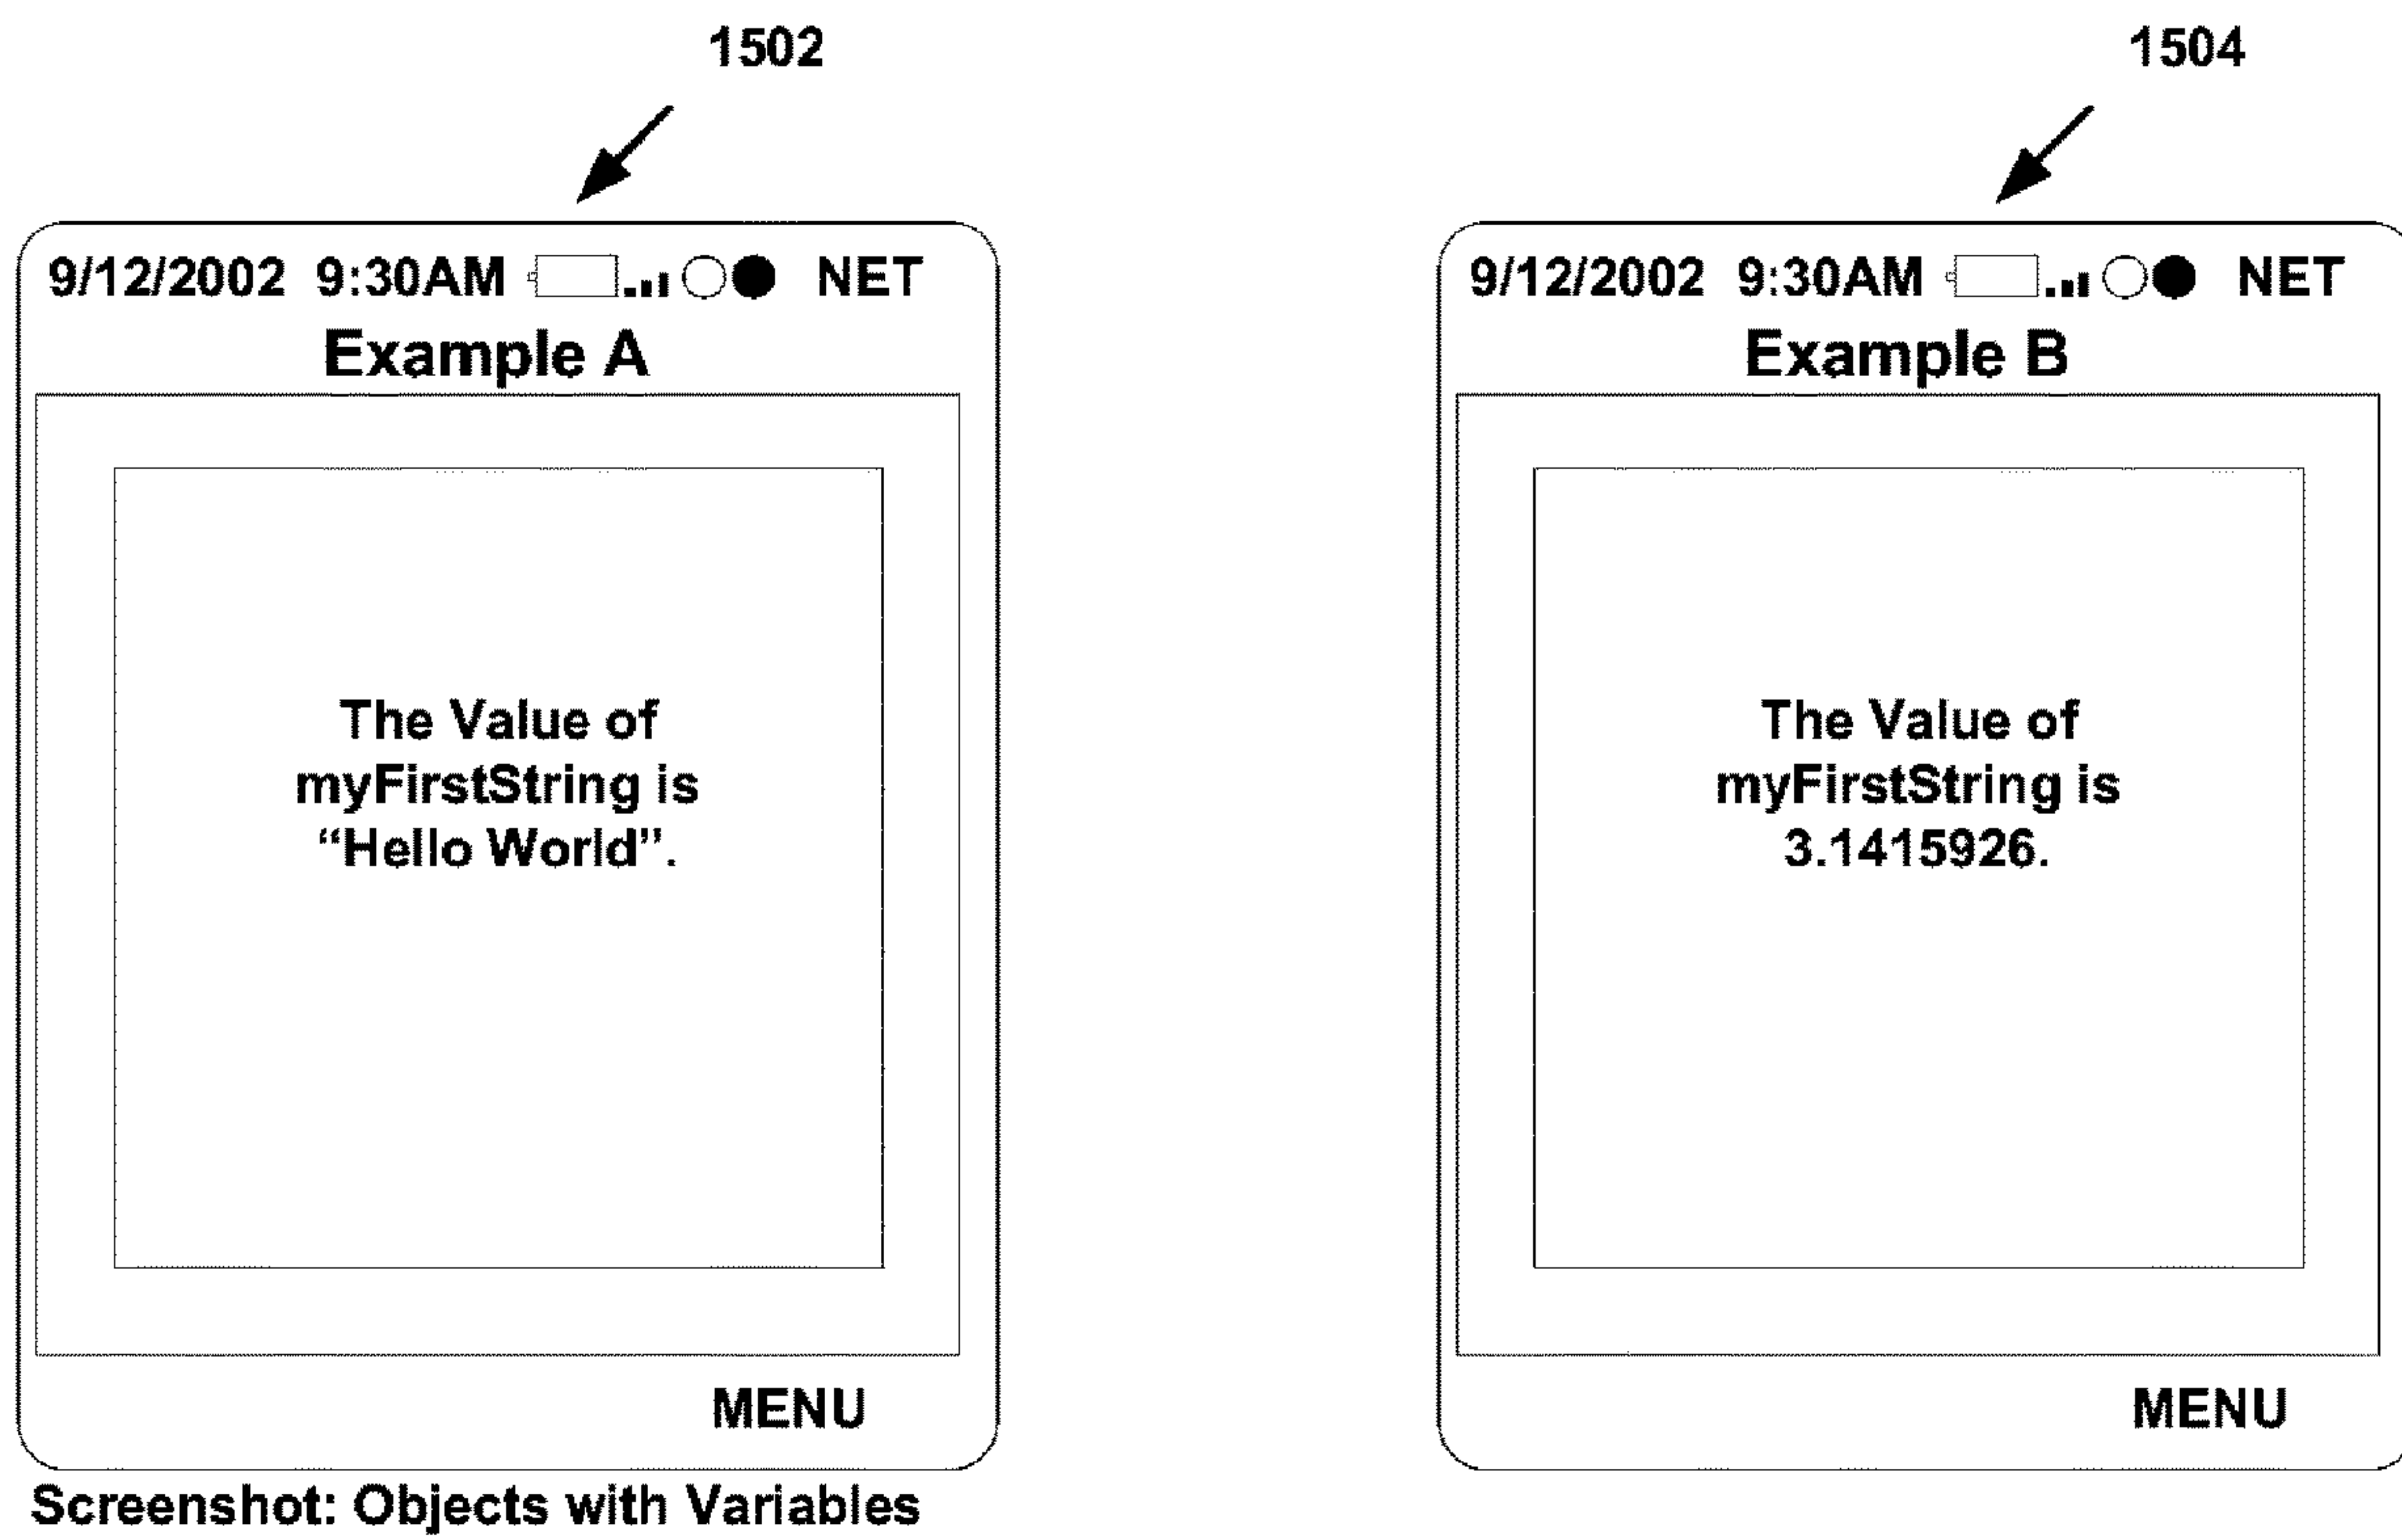 1502
9/12/2002 9:30AM NET
Example A
The Value of
myFirstString is
“Hello World”.
MENU
Screenshot: Objects with Variables
1504
9/12/2002 9:30AM NET
Example B
The Value of
myFirstString is
3.1415926.
MENU